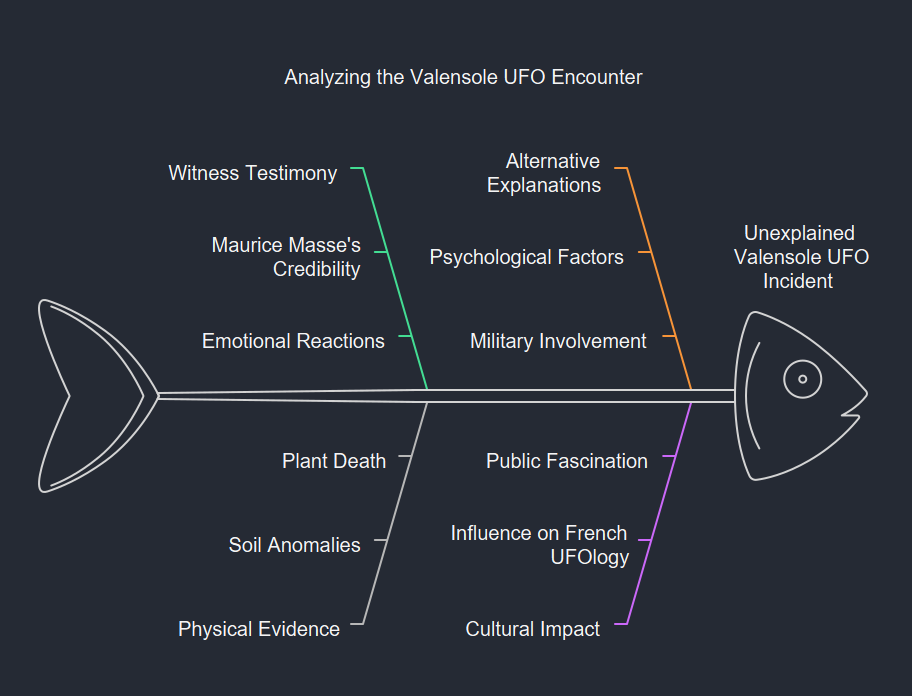 Analyzing the Valensole UFO Encounter
Witness Testimony
Maurice Masse's
Credibility
Emotional Reactions
Alternative
Explanations
Psychological Factors
Military Involvement
Unexplained
Valensole UFO
Incident
Plant Death
Soil Anomalies
Physical Evidence
Public Fascination
Influence on French
UFOlogy
Cultural Impact